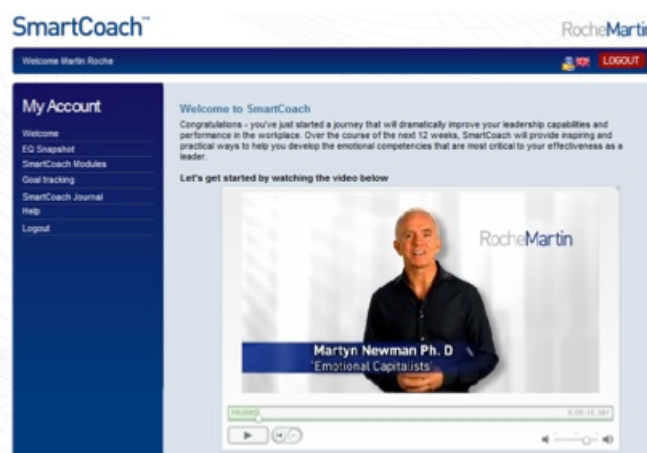 SmartCoach™
RocheMartin
Welcome Martin Roche
LOGOUT
My Account
Welcome
EQ Snapshot
SmartCoach Modules
Goal tracking
SmartCoach Journal
Help
Logout
Welcome to SmartCoach
Congratulations - you've just started a journey that will dramatically improve your leadership capabilities and
performance in the workplace. Over the course of the next 12 weeks, SmartCoach will provide inspiring and
practical ways to help you develop the emotional competencies that are most critical to your effectiveness as a
leader.
Let's get started by watching the video below
RocheMartin
Martyn Newman Ph. D
'Emotional Capitalists'
PAUSED